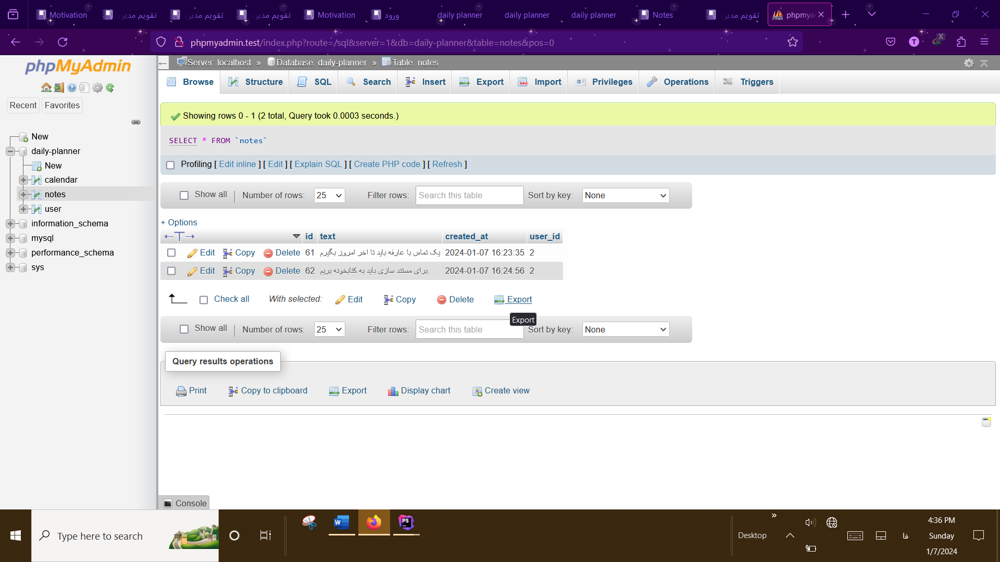 Motivation
تقویم مدیر
تقویم مدیر
تقویم مدیر
Motivation
ورود
daily planner
daily planner
daily planner
Notes
تقویم مدیر
phpmya
phpmyadmin.test/index.php?route=/sql&server=1&db=daily-planner&table=notes&pos=0
T
X
phpMyAdmin
Recent
Favorites
New
daily-planner
New
calendar
notes
user
information_schema
mysql
performance_schema
sys
Server: localhost » Database: daily-planner » Table: notes
Browse Structure SQL Search Insert Export Import Privileges Operations Triggers
Showing rows 0 - 1 (2 total, Query took 0.0003 seconds.)
SELECT * FROM `notes`
Profiling [ Edit inline ] [ Edit ] [ Explain SQL ] [ Create PHP code ] [ Refresh ]
Show all | Number of rows: 25 Filter rows: Search this table Sort by key: None
+ Options
←T→ id text created_at user_id
Edit Copy Delete 61 یک تماس با عارفه باید تا اخر امروز بگیرم 2024-01-07 16:23:35 2
Edit Copy Delete 62 برای مستند سازی باید به کتابخونه بریم. 2024-01-07 16:24:56 2
Check all With selected: Edit Copy Delete Export
Export
Show all | Number of rows: 25 Filter rows: Search this table Sort by key: None
Query results operations
Print Copy to clipboard Export Display chart Create view
Console
Type here to search
W
PS
Desktop
»
فا
4:36 PM
Sunday
1/7/2024